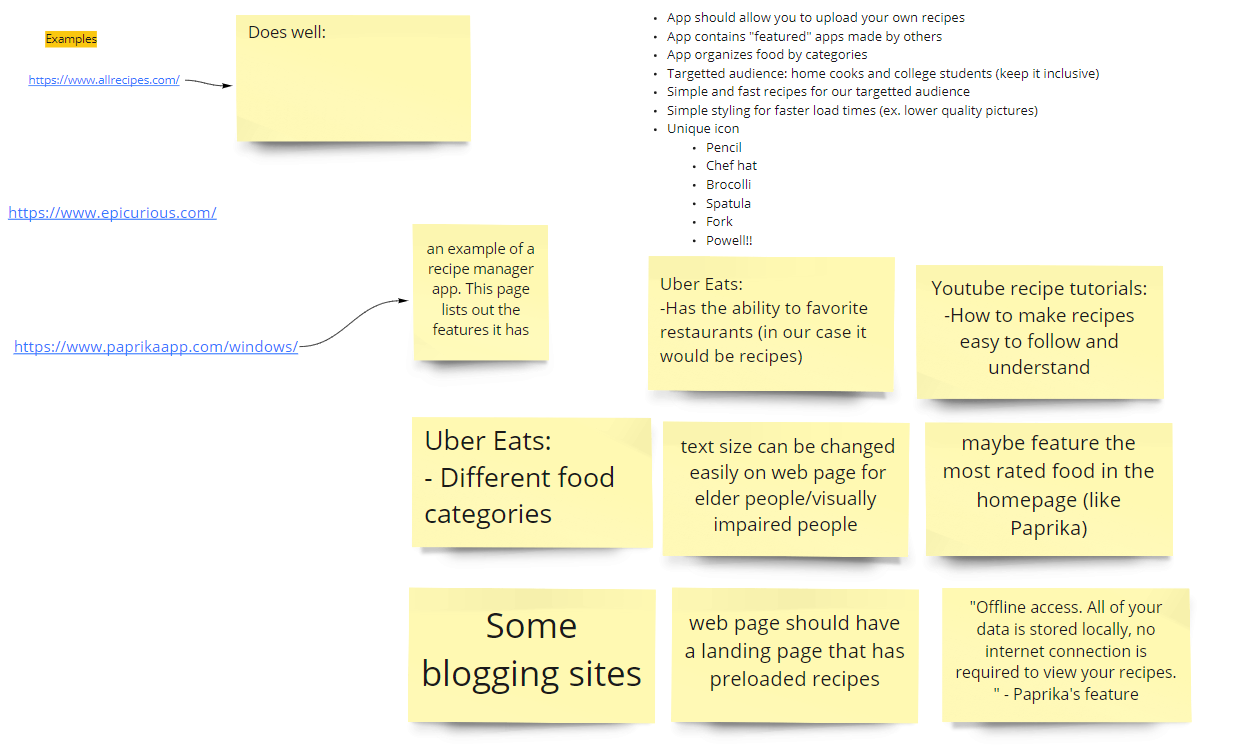 Examples
https://www.allrecipes.com/
Does well:
• App should allow you to upload your own recipes
• App contains "featured" apps made by others
• App organizes food by categories
• Targetted audience: home cooks and college students (keep it inclusive)
• Simple and fast recipes for our targetted audience
• Simple styling for faster load times (ex. lower quality pictures)
• Unique icon
• Pencil
• Chef hat
• Brocolli
• Spatula
• Fork
• Powell!!
https://www.epicurious.com/
https://www.paprikaapp.com/windows/
an example of a
recipe manager
app. This page
lists out the
features it has
Uber Eats:
-Has the ability to favorite
restaurants (in our case it
would be recipes)
Youtube recipe tutorials:
-How to make recipes
easy to follow and
understand
Uber Eats:
- Different food
categories
text size can be changed
easily on web page for
elder people/visually
impaired people
maybe feature the
most rated food in the
homepage (like
Paprika)
Some
blogging sites
web page should have
a landing page that has
preloaded recipes
"Offline access. All of your
data is stored locally, no
internet connection is
required to view your recipes.
" - Paprika's feature